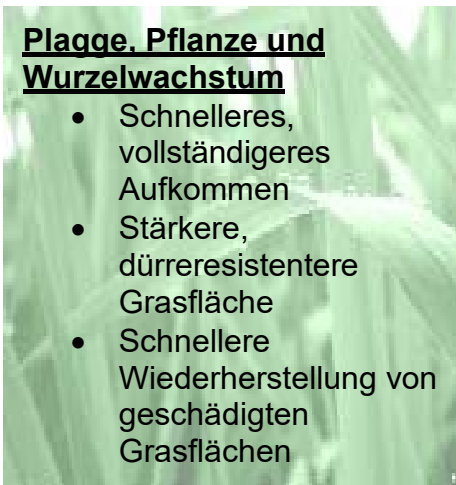 Plagge, Pflanze und
Wurzelwachstum
• Schnelleres,
vollständigeres
Aufkommen
• Stärkere,
dürreresistentere
Grasfläche
• Schnellere
Wiederherstellung von
geschädigten
Grasflächen